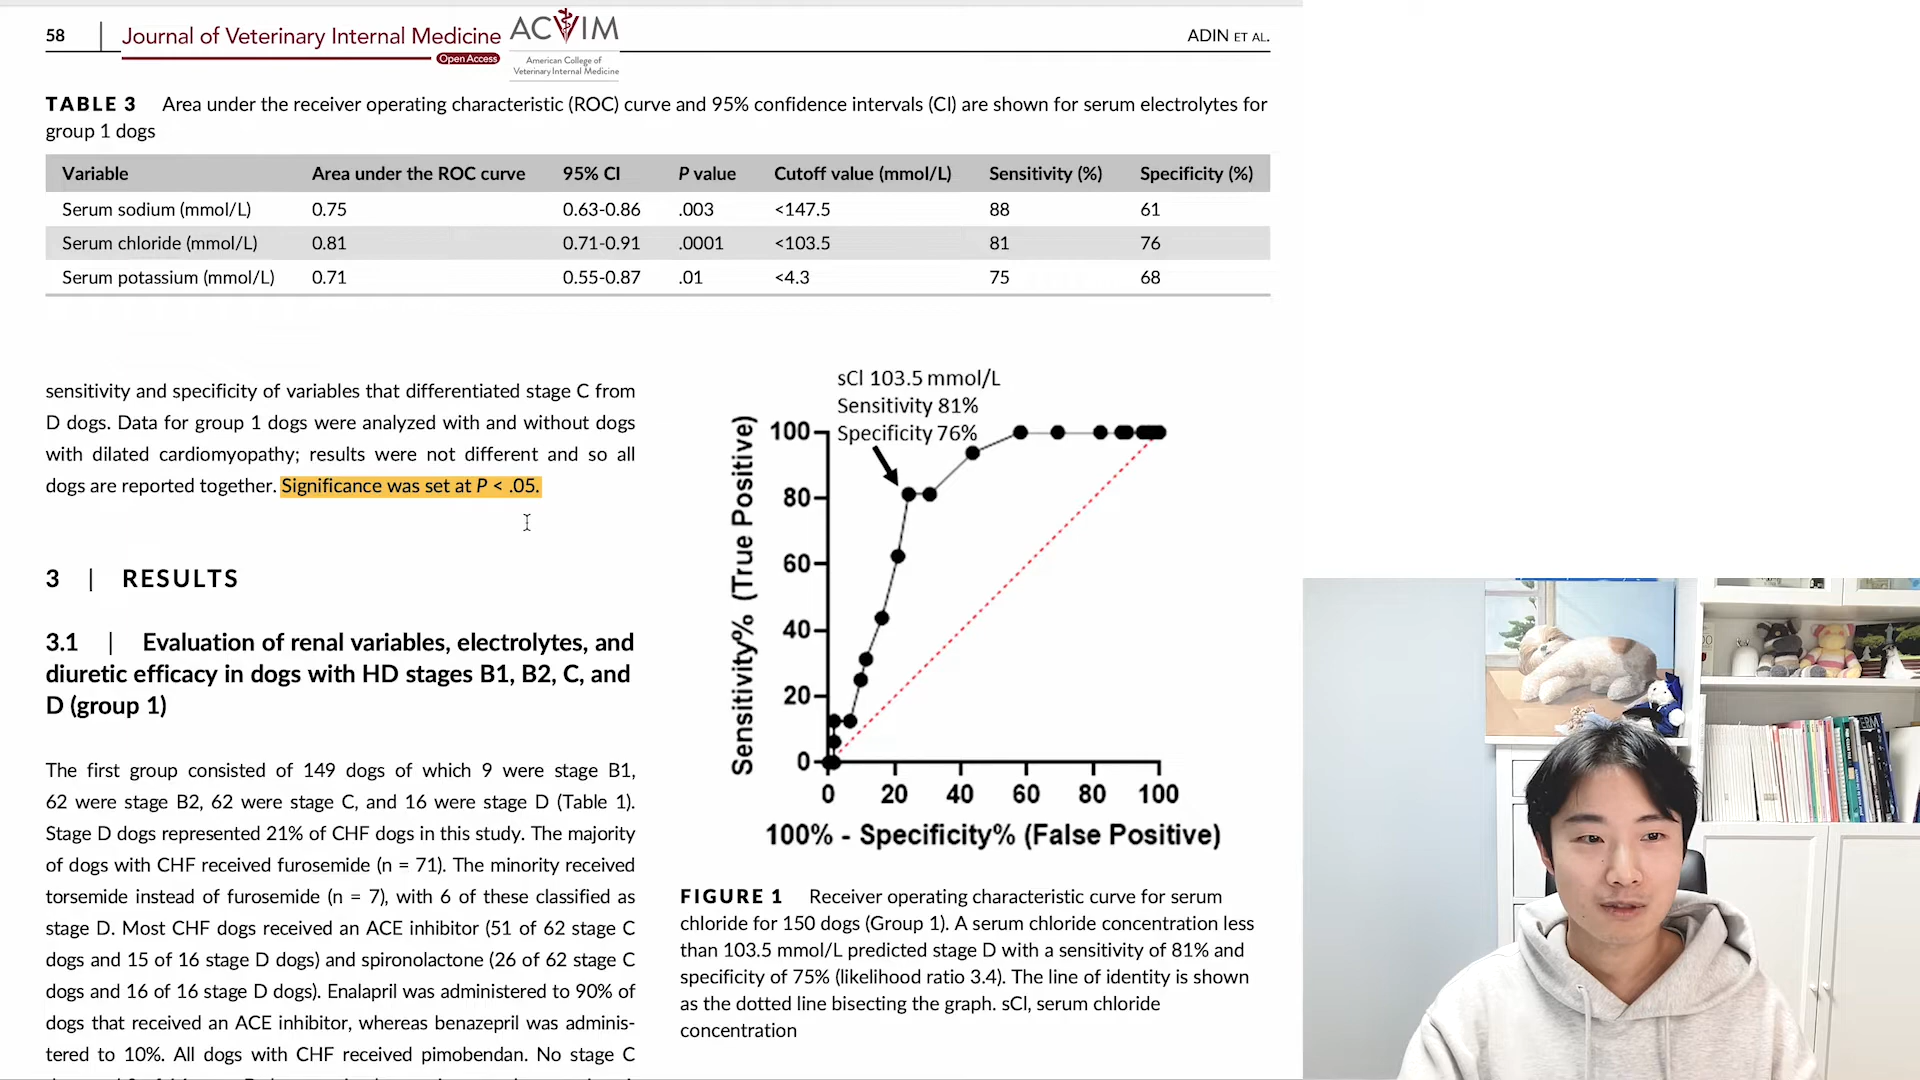 58
Journal of Veterinary Internal Medicine
Open Access
ACVIM
American College of
Veterinary Internal Medicine
ADIN ET AL.
TABLE 3 Area under the receiver operating characteristic (ROC) curve and 95% confidence intervals (CI) are shown for serum electrolytes for
group 1 dogs
Variable Area under the ROC curve 95% CI P value Cutoff value (mmol/L) Sensitivity (%) Specificity (%)
Serum sodium (mmol/L) 0.75 0.63-0.86 .003 <147.5 88 61
Serum chloride (mmol/L) 0.81 0.71-0.91 .0001 <103.5 81 76
Serum potassium (mmol/L) 0.71 0.55-0.87 .01 <4.3 75 68
sensitivity and specificity of variables that differentiated stage C from
D dogs. Data for group 1 dogs were analyzed with and without dogs
with dilated cardiomyopathy; results were not different and so all
dogs are reported together. Significance was set at P < .05.
3 | RESULTS
3.1 | Evaluation of renal variables, electrolytes, and
diuretic efficacy in dogs with HD stages B1, B2, C, and
D (group 1)
The first group consisted of 149 dogs of which 9 were stage B1,
62 were stage B2, 62 were stage C, and 16 were stage D (Table 1).
Stage D dogs represented 21% of CHF dogs in this study. The majority
of dogs with CHF received furosemide (n = 71). The minority received
torsemide instead of furosemide (n = 7), with 6 of these classified as
stage D. Most CHF dogs received an ACE inhibitor (51 of 62 stage C
dogs and 15 of 16 stage D dogs) and spironolactone (26 of 62 stage C
dogs and 16 of 16 stage D dogs). Enalapril was administered to 90% of
dogs that received an ACE inhibitor, whereas benazepril was adminis-
tered to 10%. All dogs with CHF received pimobendan. No stage C
sCl 103.5 mmol/L
Sensitivity 81%
Specificity 76%
Sensitivity% (True Positive)
100
80
60
40
20
0
0 20 40 60 80 100
100% - Specificity% (False Positive)
FIGURE 1 Receiver operating characteristic curve for serum
chloride for 150 dogs (Group 1). A serum chloride concentration less
than 103.5 mmol/L predicted stage D with a sensitivity of 81% and
specificity of 75% (likelihood ratio 3.4). The line of identity is shown
as the dotted line bisecting the graph. sCl, serum chloride
concentration